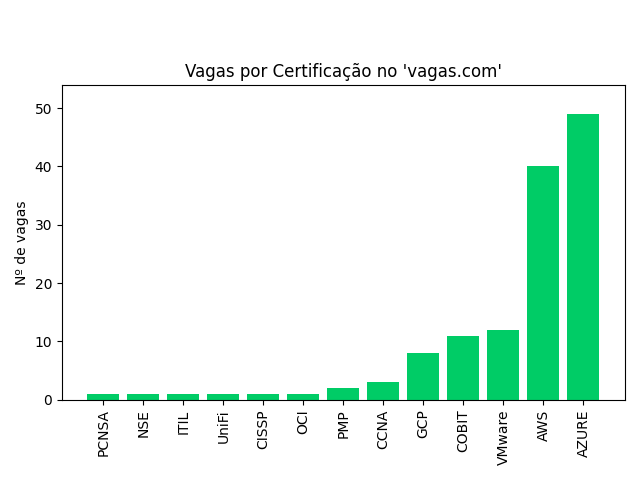 Vagas por Certificação no 'vagas.com'
Nº de vagas
50
40
30
20
10
0
PCNSA
NSE
ITIL
UniFi
CISSP
OCI
PMP
CCNA
GCP
COBIT
VMware
AWS
AZURE